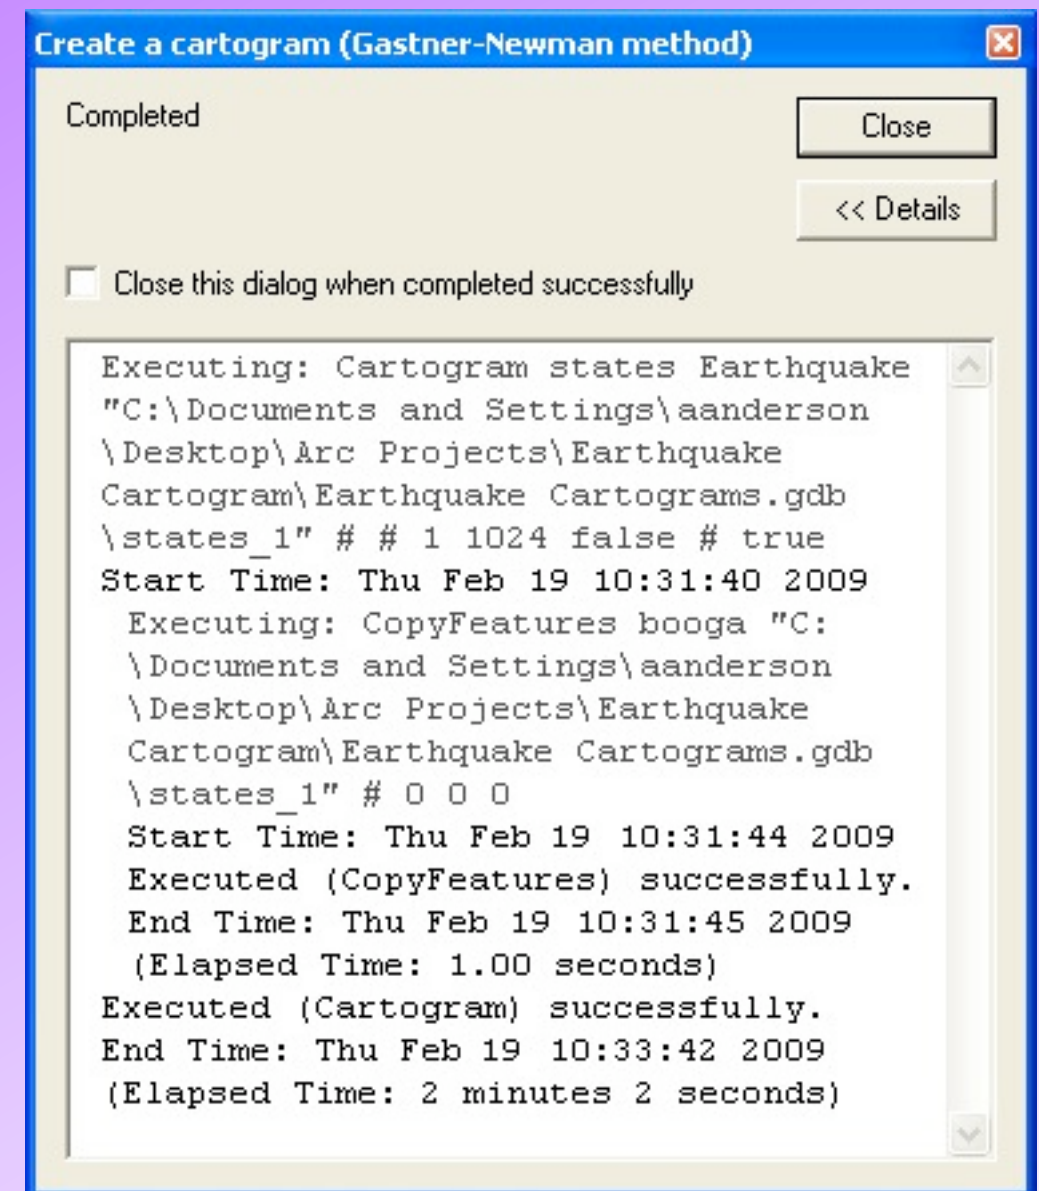 Create a cartogram (Gastner-Newman method)
Completed
Close
<< Details
Close this dialog when completed successfully
Executing: Cartogram states Earthquake
"C:\Documents and Settings\aanderson
\Desktop\Arc Projects\Earthquake
Cartogram\Earthquake Cartograms.gdb
\states_1" # # 1 1024 false # true
Start Time: Thu Feb 19 10:31:40 2009
Executing: CopyFeatures booga "C:
\Documents and Settings\aanderson
\Desktop\Arc Projects\Earthquake
Cartogram\Earthquake Cartograms.gdb
\states_1" # 0 0 0
Start Time: Thu Feb 19 10:31:44 2009
Executed (CopyFeatures) successfully.
End Time: Thu Feb 19 10:31:45 2009
(Elapsed Time: 1.00 seconds)
Executed (Cartogram) successfully.
End Time: Thu Feb 19 10:33:42 2009
(Elapsed Time: 2 minutes 2 seconds)